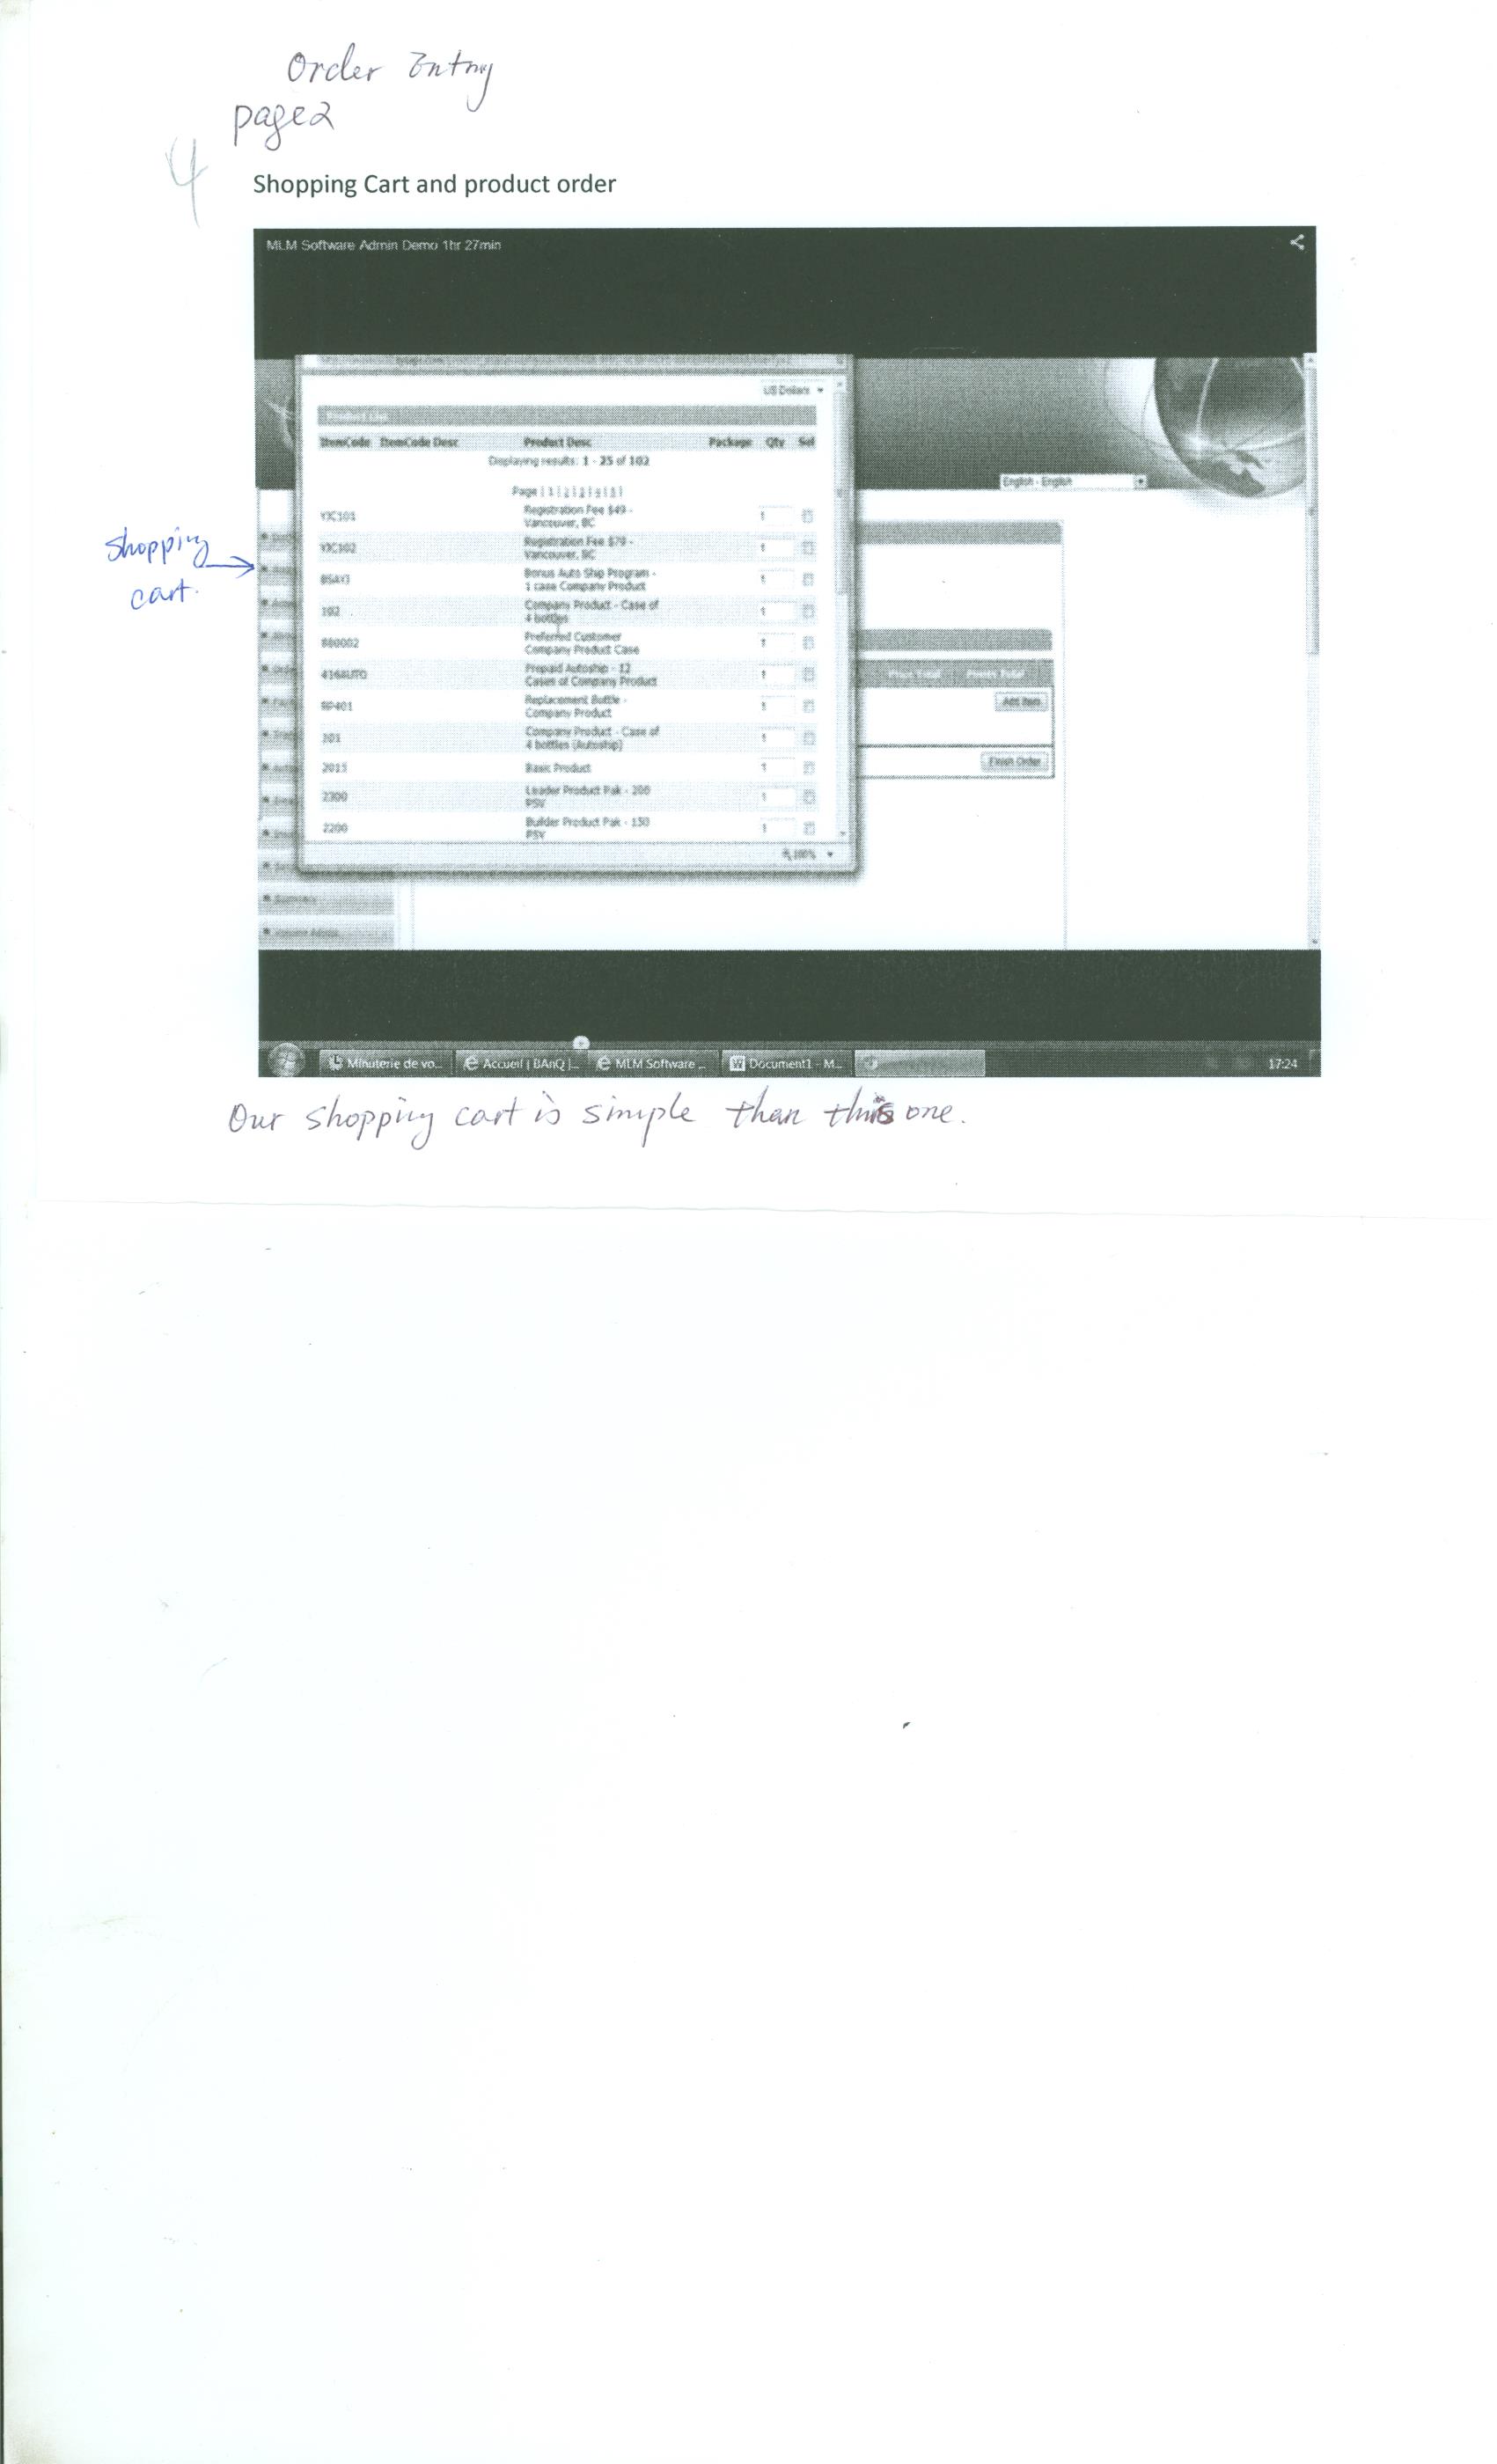 Order Entry
page2
4
Shopping Cart and product order
MLM Software Admin Demo 1hr 27min
US Dollars
Product List
ItemCode ItemCode Desc Product Desc Package Qty Sel
Displaying results: 1 - 25 of 102
English - English
Page | 1 | 2 | 3 | 4 | 5 |
Registration Fee $49 -
Vancouver, BC
1
shopping
cart.
YIC102 Registration Fee $79 -
Vancouver, BC
1
Bonus Auto Ship Program -
1 case Company Product
1
102 Company Product - Case of
4 bottles
1
Preferred Customer
Company Product Case
1
416AUTO Prepaid Autoship - 12
Cases of Company Product
1
Add Item
RP401 Replacement Bottle -
Company Product
1
101 Company Product - Case of
4 bottles (Autoship)
1
Finish Order
2011 Basic Product 1
2300 Leader Product Pak - 200
PSV
1
2200 Builder Product Pak - 150
PSV
1
100%
Minuterie de vo... Accueil | BAnQ |... MLM Software ... Document1 - M... 17:24
Our shopping cart is simple than this one.